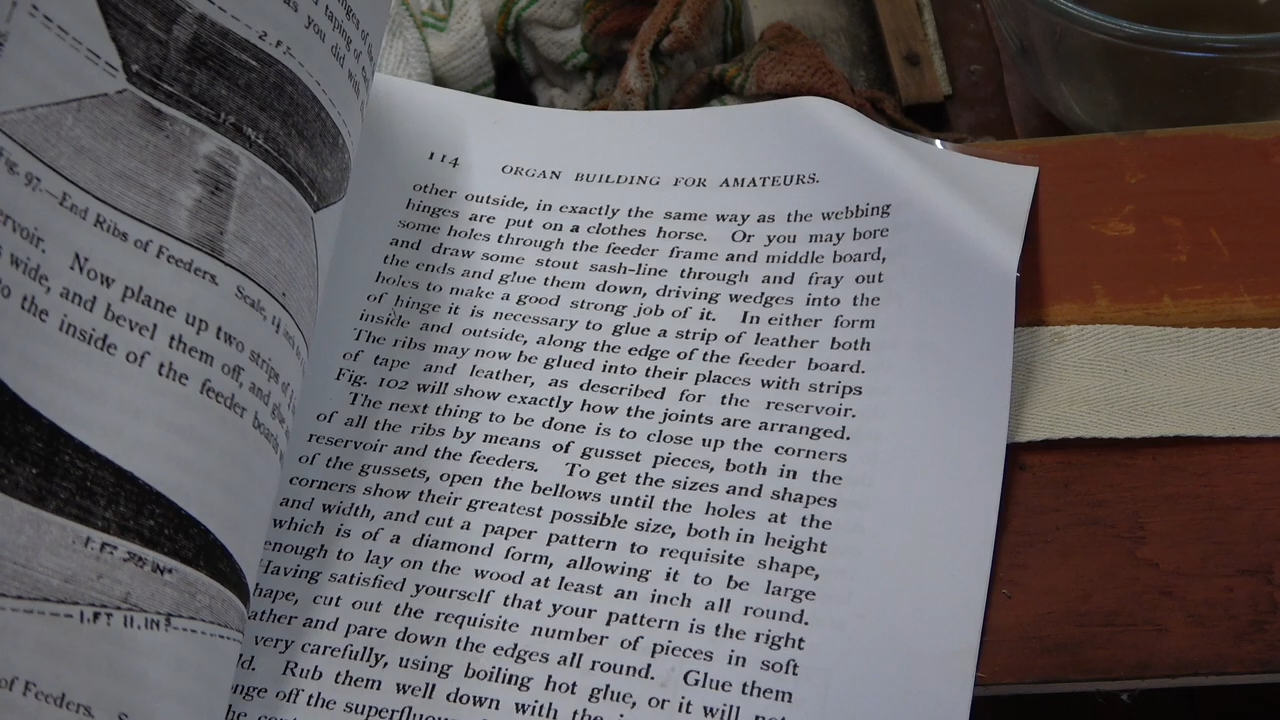 2.F
12 IN
Fig. 97.—End Ribs of Feeders. Scale, 1½
Now plane up two strips of
wide, and bevel them off, and
to the inside of the feeder boards
1.FT 11.IN
of Feeders.
114 ORGAN BUILDING FOR AMATEURS.
other outside, in exactly the same way as the webbing
hinges are put on a clothes horse. Or you may bore
some holes through the feeder frame and middle board,
and draw some stout sash-line through and fray out
the ends and glue them down, driving wedges into the
holes to make a good strong job of it. In either form
of hinge it is necessary to glue a strip of leather both
inside and outside, along the edge of the feeder board.
The ribs may now be glued into their places with strips
of tape and leather, as described for the reservoir.
Fig. 102 will show exactly how the joints are arranged.
The next thing to be done is to close up the corners
of all the ribs by means of gusset pieces, both in the
reservoir and the feeders. To get the sizes and shapes
of the gussets, open the bellows until the holes at the
corners show their greatest possible size, both in height
and width, and cut a paper pattern to requisite shape,
which is of a diamond form, allowing it to be large
enough to lay on the wood at least an inch all round.
Having satisfied yourself that your pattern is the right
hape, cut out the requisite number of pieces in soft
ather and pare down the edges all round. Glue them
very carefully, using boiling hot glue, or it will not
ld. Rub them well down with the
nge off the superfluous